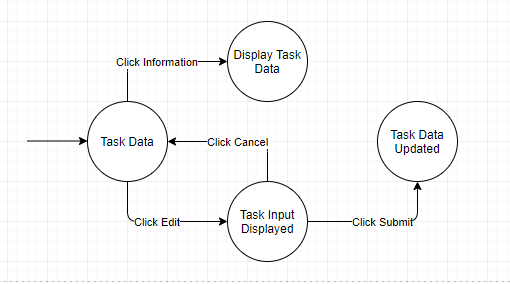 Click Information
Display Task
Data
Task Data
Click Cancel
Task Data
Updated
Click Edit
Task Input
Displayed
Click Submit